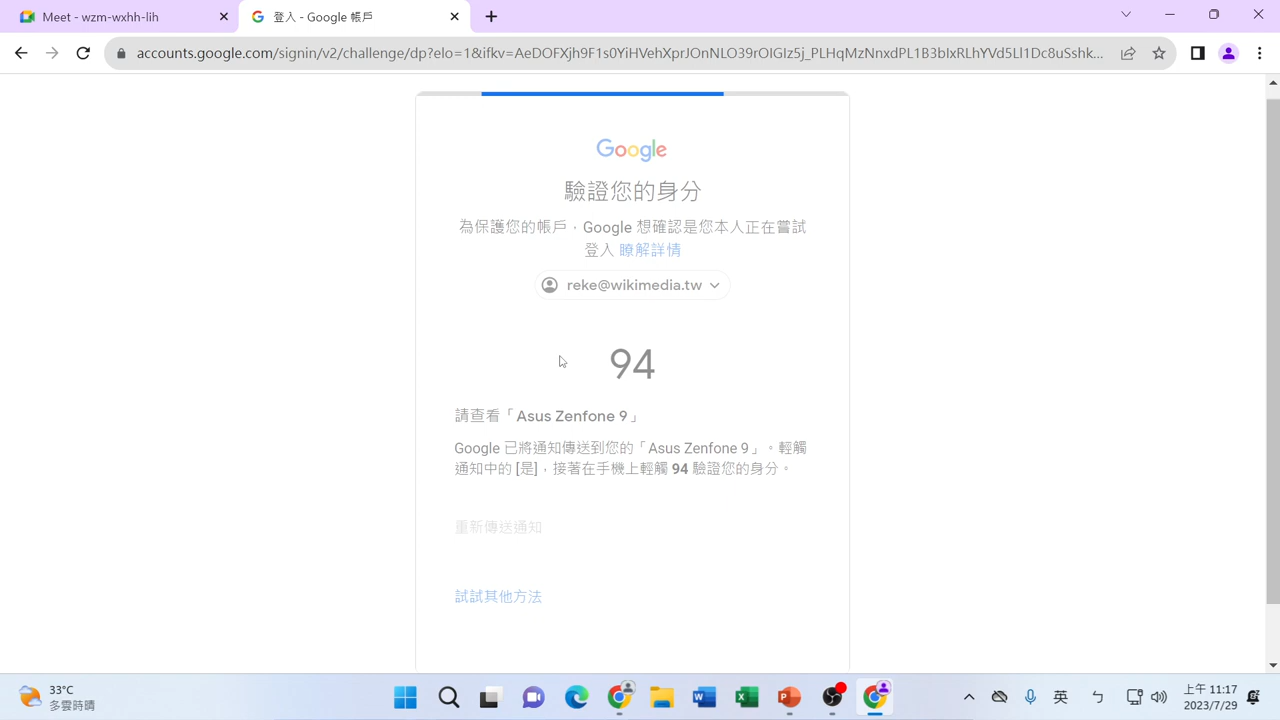 Meet - wzm-wxhh-lih
登入 - Google 帳戶
accounts.google.com/signin/v2/challenge/dp?elo=1&ifkv=AeDOFXjh9F1s0YiHVehXprJOnNLO39rOIGIz5j_PLHqMzNnxdPL1B3bIxRLhYVd5Ll1Dc8uSshk...
Google
驗證您的身分
為保護您的帳戶，Google 想確認是您本人正在嘗試
登入 瞭解詳情
reke@wikimedia.tw
94
請查看「Asus Zenfone 9」
Google 已將通知傳送到您的「Asus Zenfone 9」。輕觸
通知中的 [是]，接著在手機上輕觸 94 驗證您的身分。
重新傳送通知
試試其他方法
33°C
多雲時晴
英
ㄅ
上午 11:17
2023/7/29